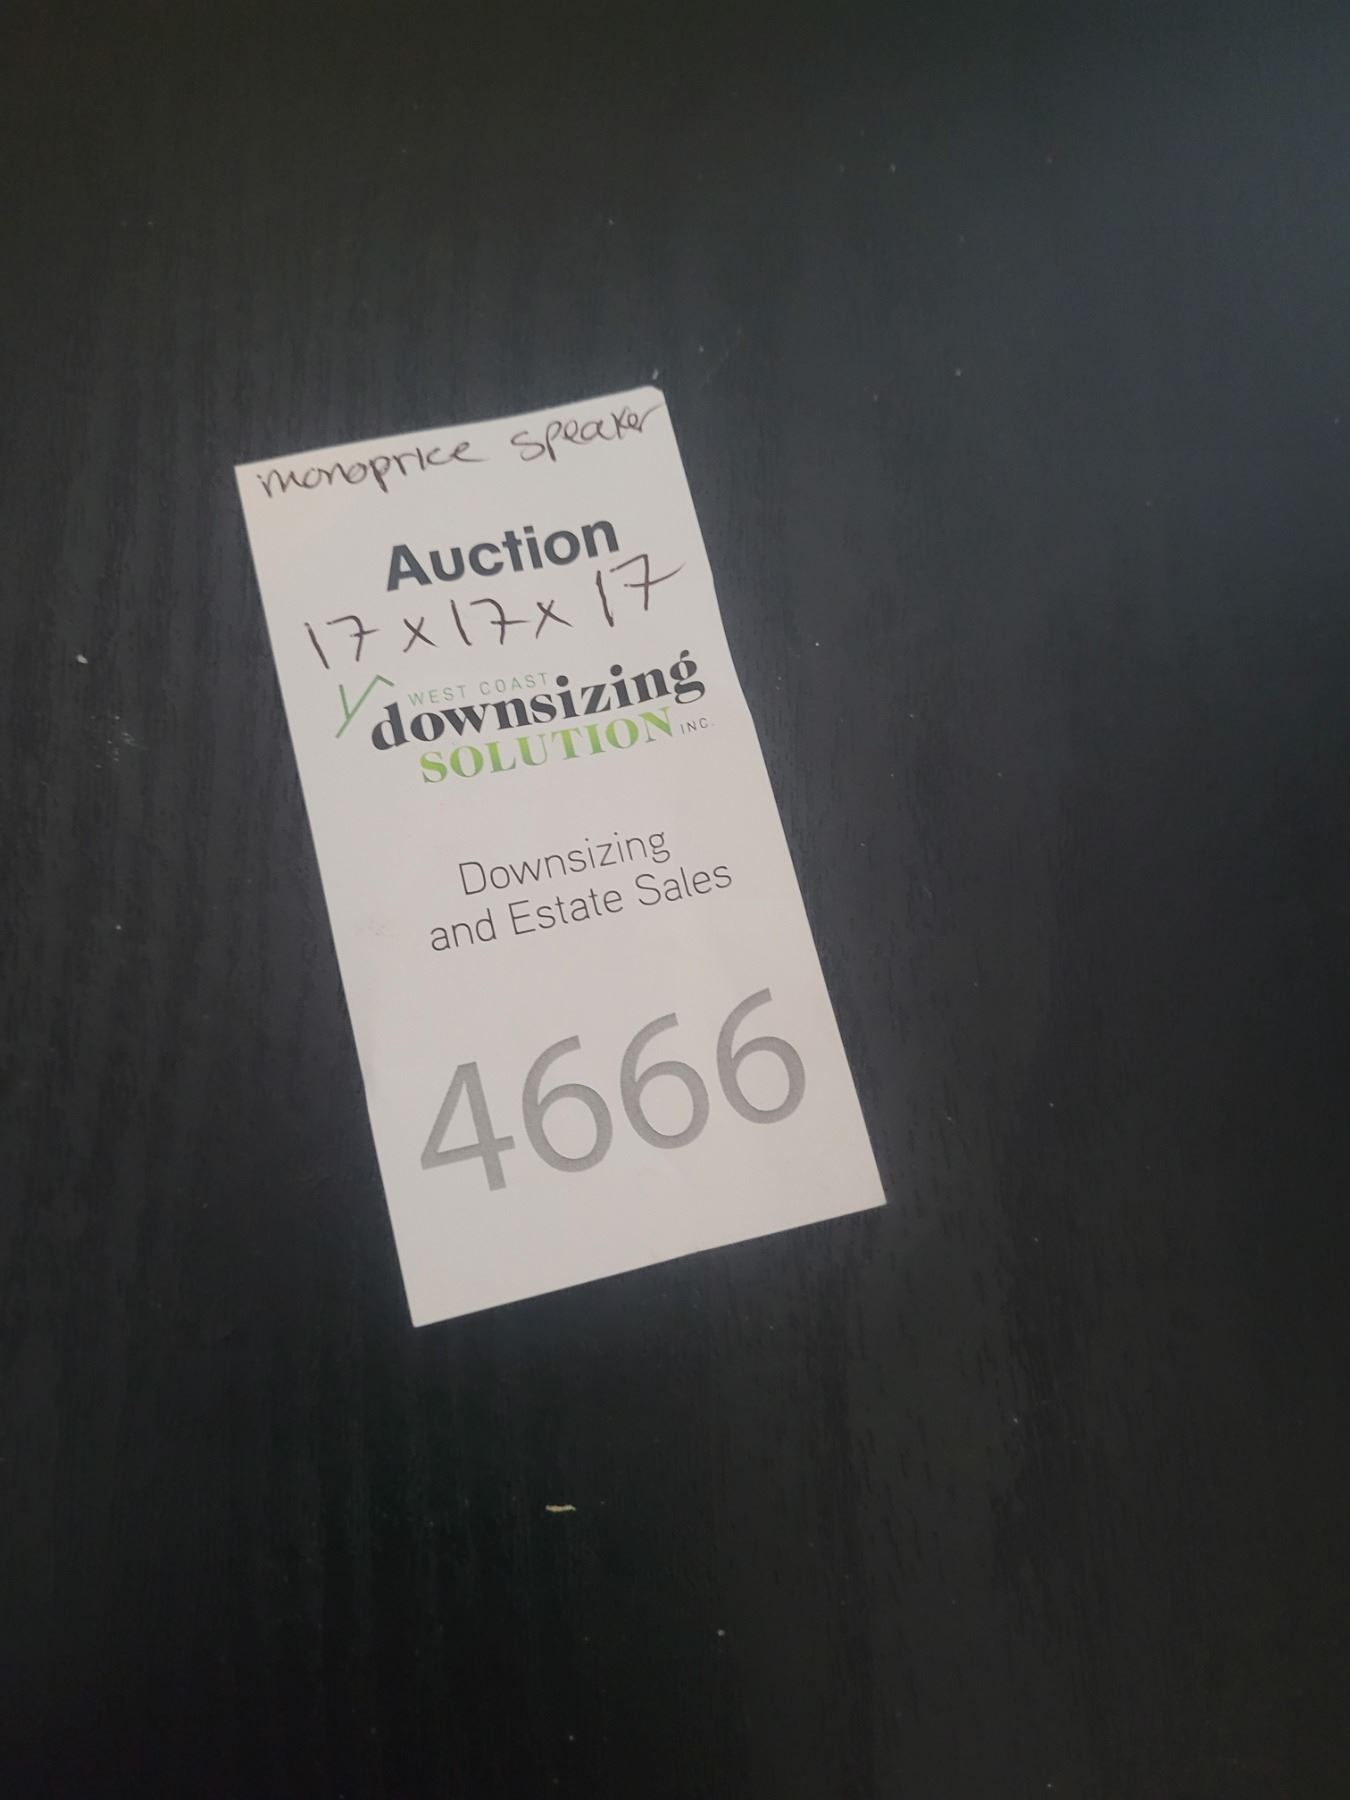 monoprice speaker
Auction
17 x 17 x 17
WEST COAST
downsizing
SOLUTION INC.
Downsizing
and Estate Sales
4666